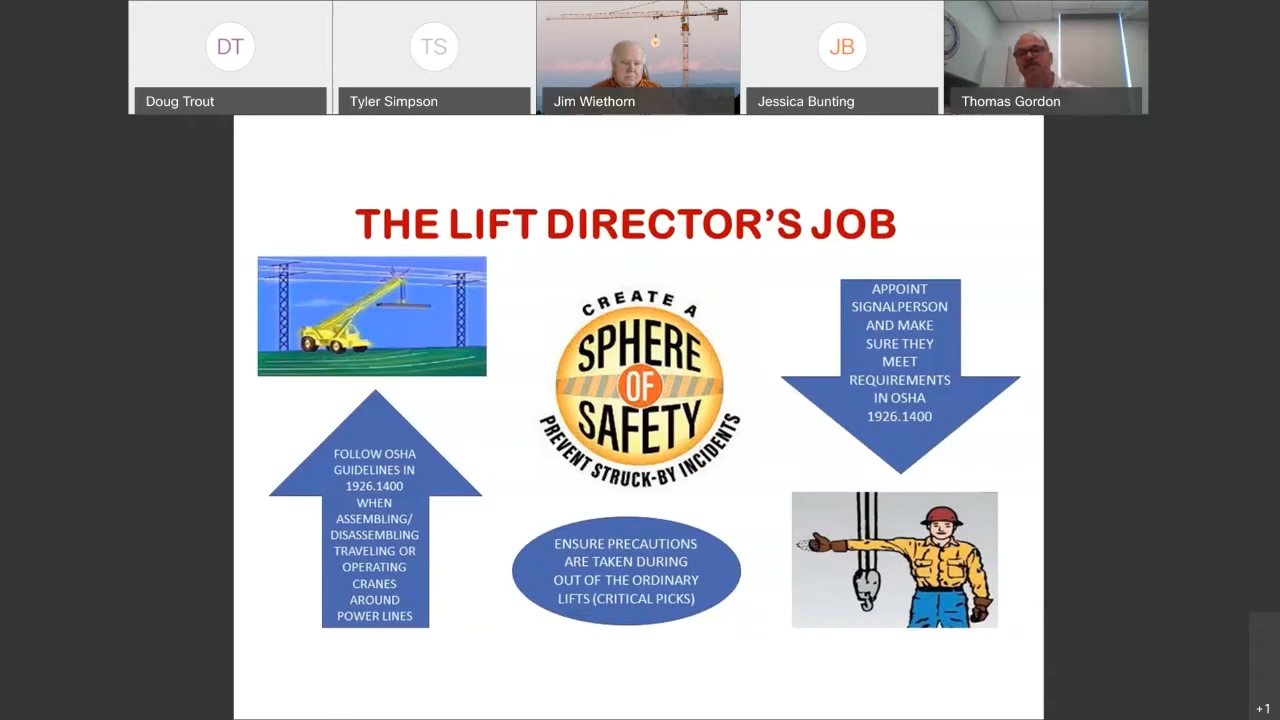 DT
TS
JB
Doug Trout
Tyler Simpson
Jim Wiethorn
Jessica Bunting
Thomas Gordon
THE LIFT DIRECTOR'S JOB
FOLLOW OSHA
GUIDELINES IN
1926.1400
WHEN
ASSEMBLING/
DISASSEMBLING
TRAVELING OR
OPERATING
CRANES
AROUND
POWER LINES
CREATE A
SPHERE
OF
SAFETY
PREVENT STRUCK-BY INCIDENTS
ENSURE PRECAUTIONS
ARE TAKEN DURING
OUT OF THE ORDINARY
LIFTS (CRITICAL PICKS)
APPOINT
SIGNALPERSON
AND MAKE
SURE THEY
MEET
REQUIREMENTS
IN OSHA
1926.1400
+1